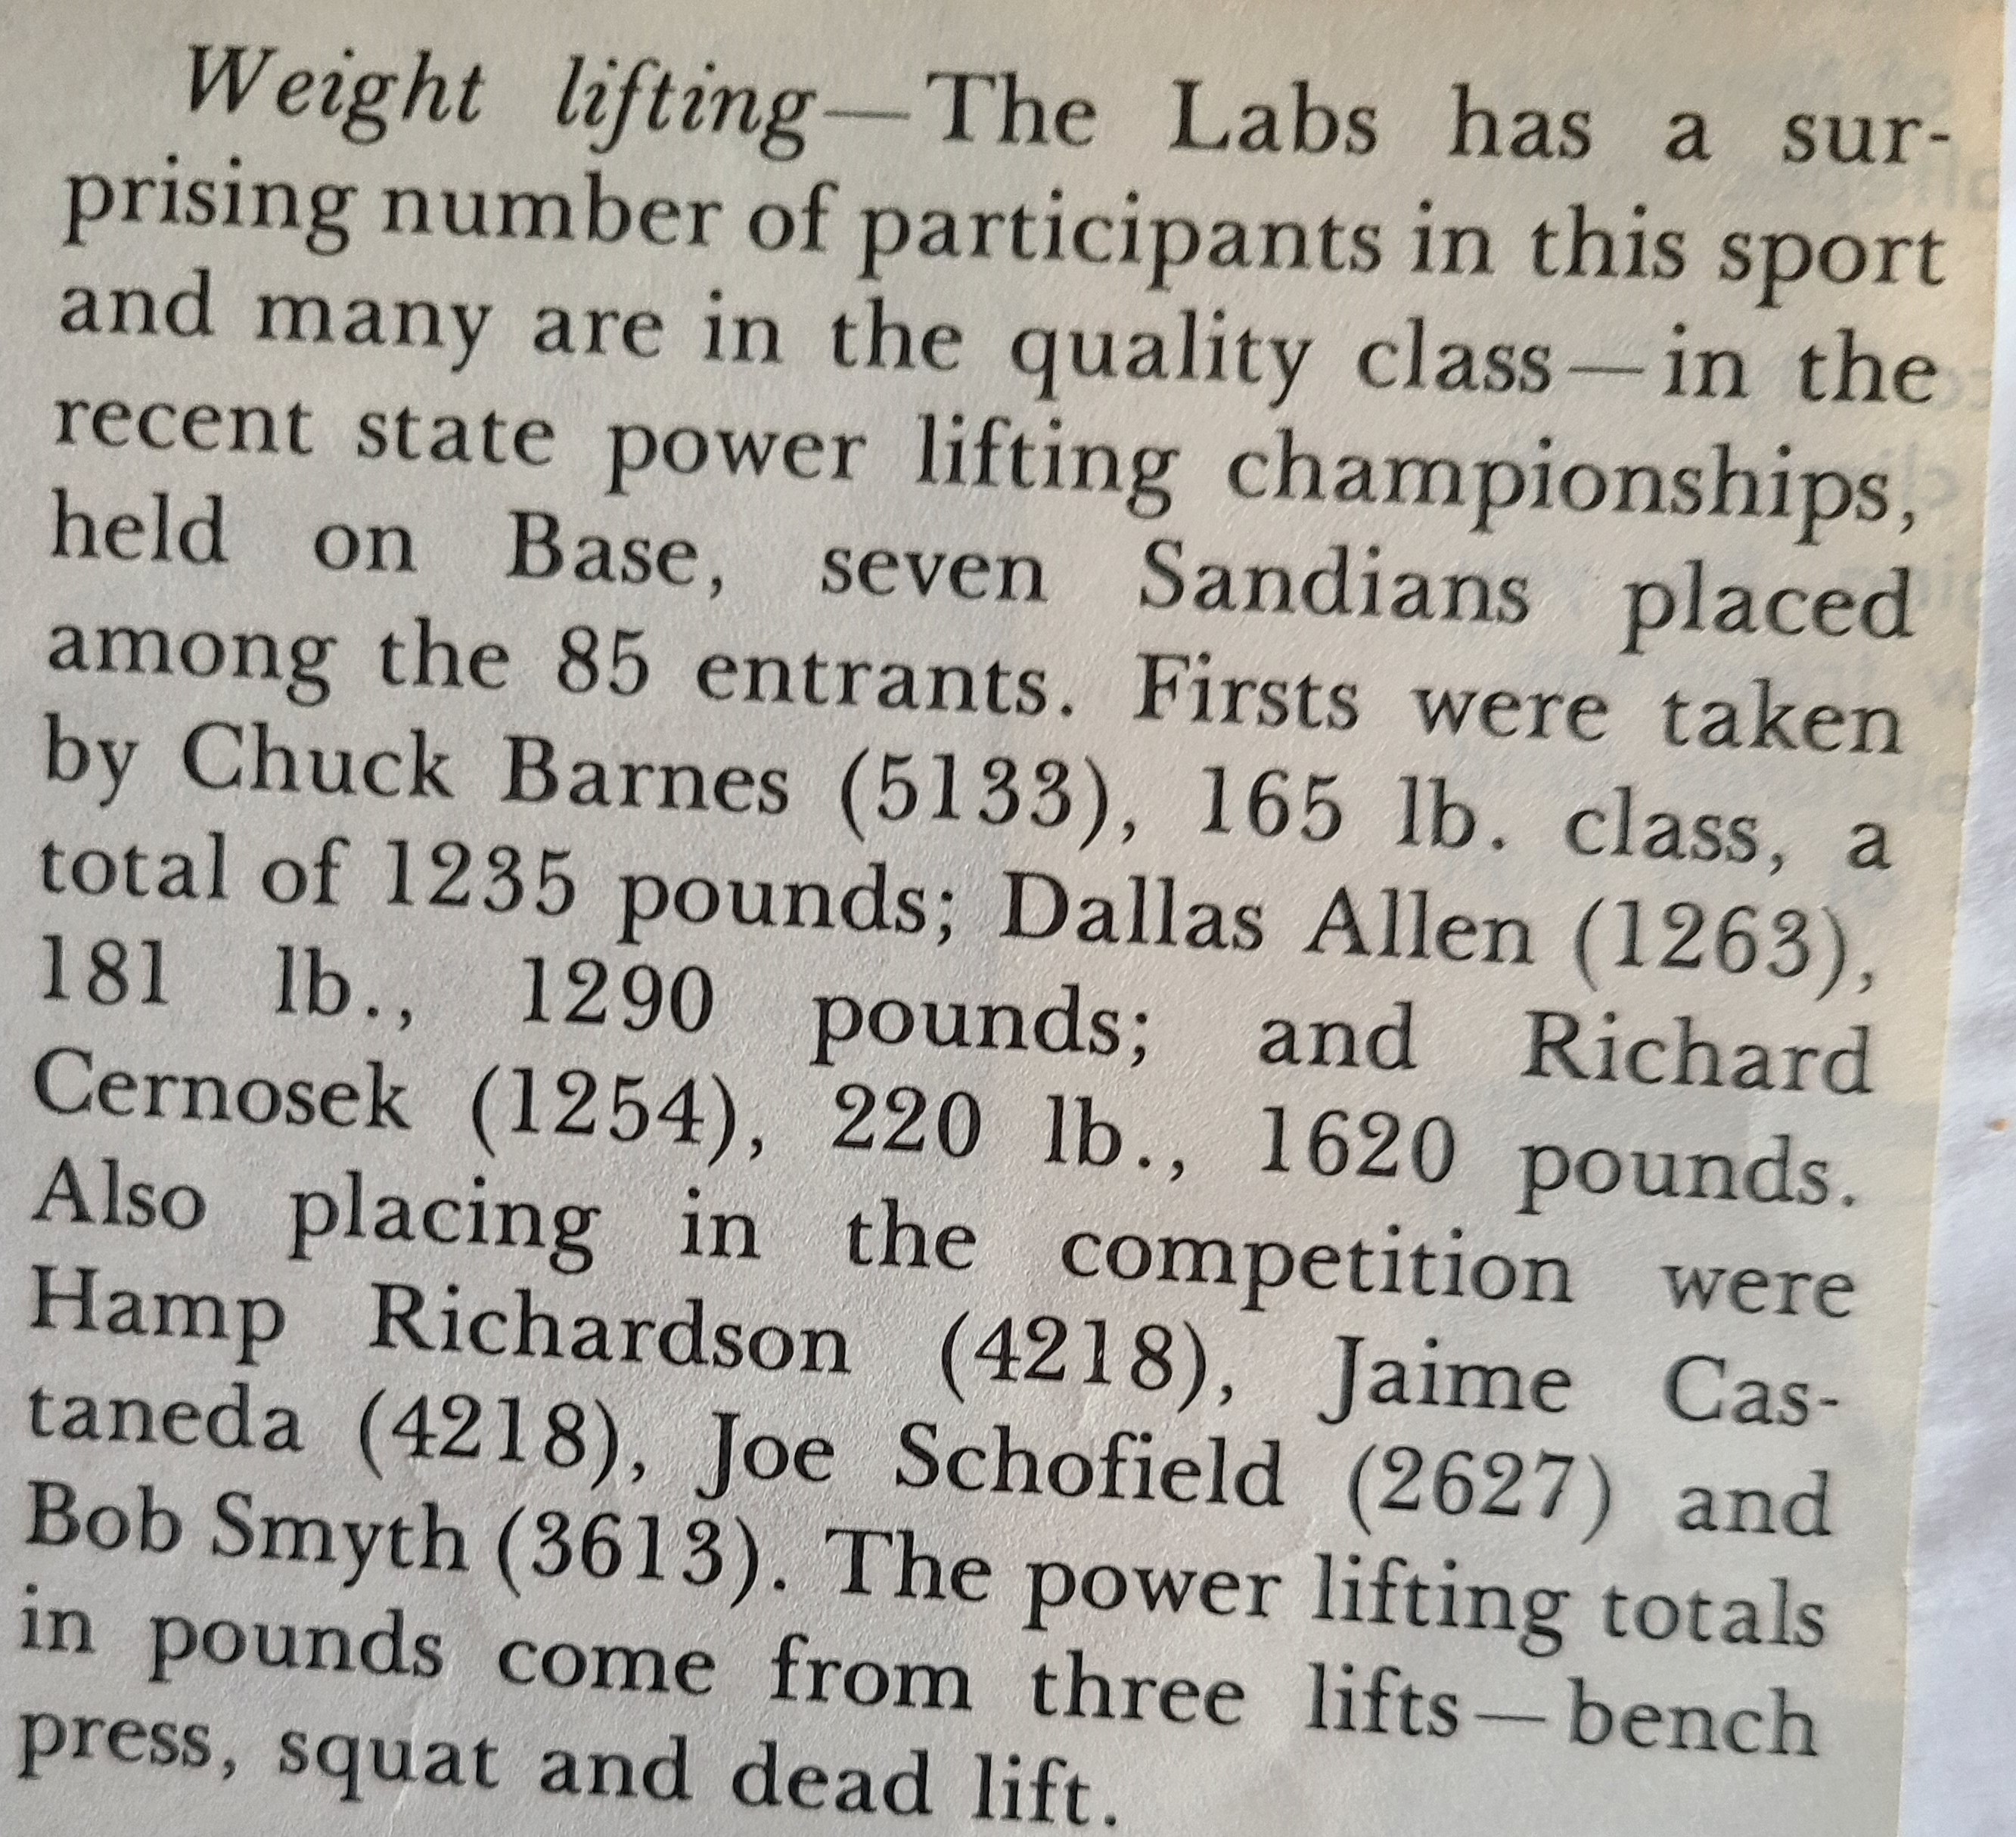 Weight lifting—The Labs has a sur-
prising number of participants in this sport
and many are in the quality class—in the
recent state power lifting championships,
held on Base, seven Sandians placed
among the 85 entrants. Firsts were taken
by Chuck Barnes (5133), 165 lb. class, a
total of 1235 pounds; Dallas Allen (1263),
181 lb., 1290 pounds; and Richard
Cernosek (1254), 220 lb., 1620 pounds.
Also placing in the competition were
Hamp Richardson (4218), Jaime Cas-
taneda (4218), Joe Schofield (2627) and
Bob Smyth (3613). The power lifting totals
in pounds come from three lifts—bench
press, squat and dead lift.